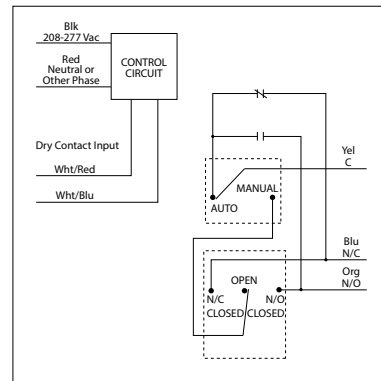 Blk
208-277 Vac
Red
Neutral or
Other Phase
CONTROL
CIRCUIT
Dry Contact Input
Wht/Red
Wht/Blu
Yel
C
MANUAL
AUTO
Blu
N/C
OPEN
Org
N/O
N/C N/O
CLOSED CLOSED